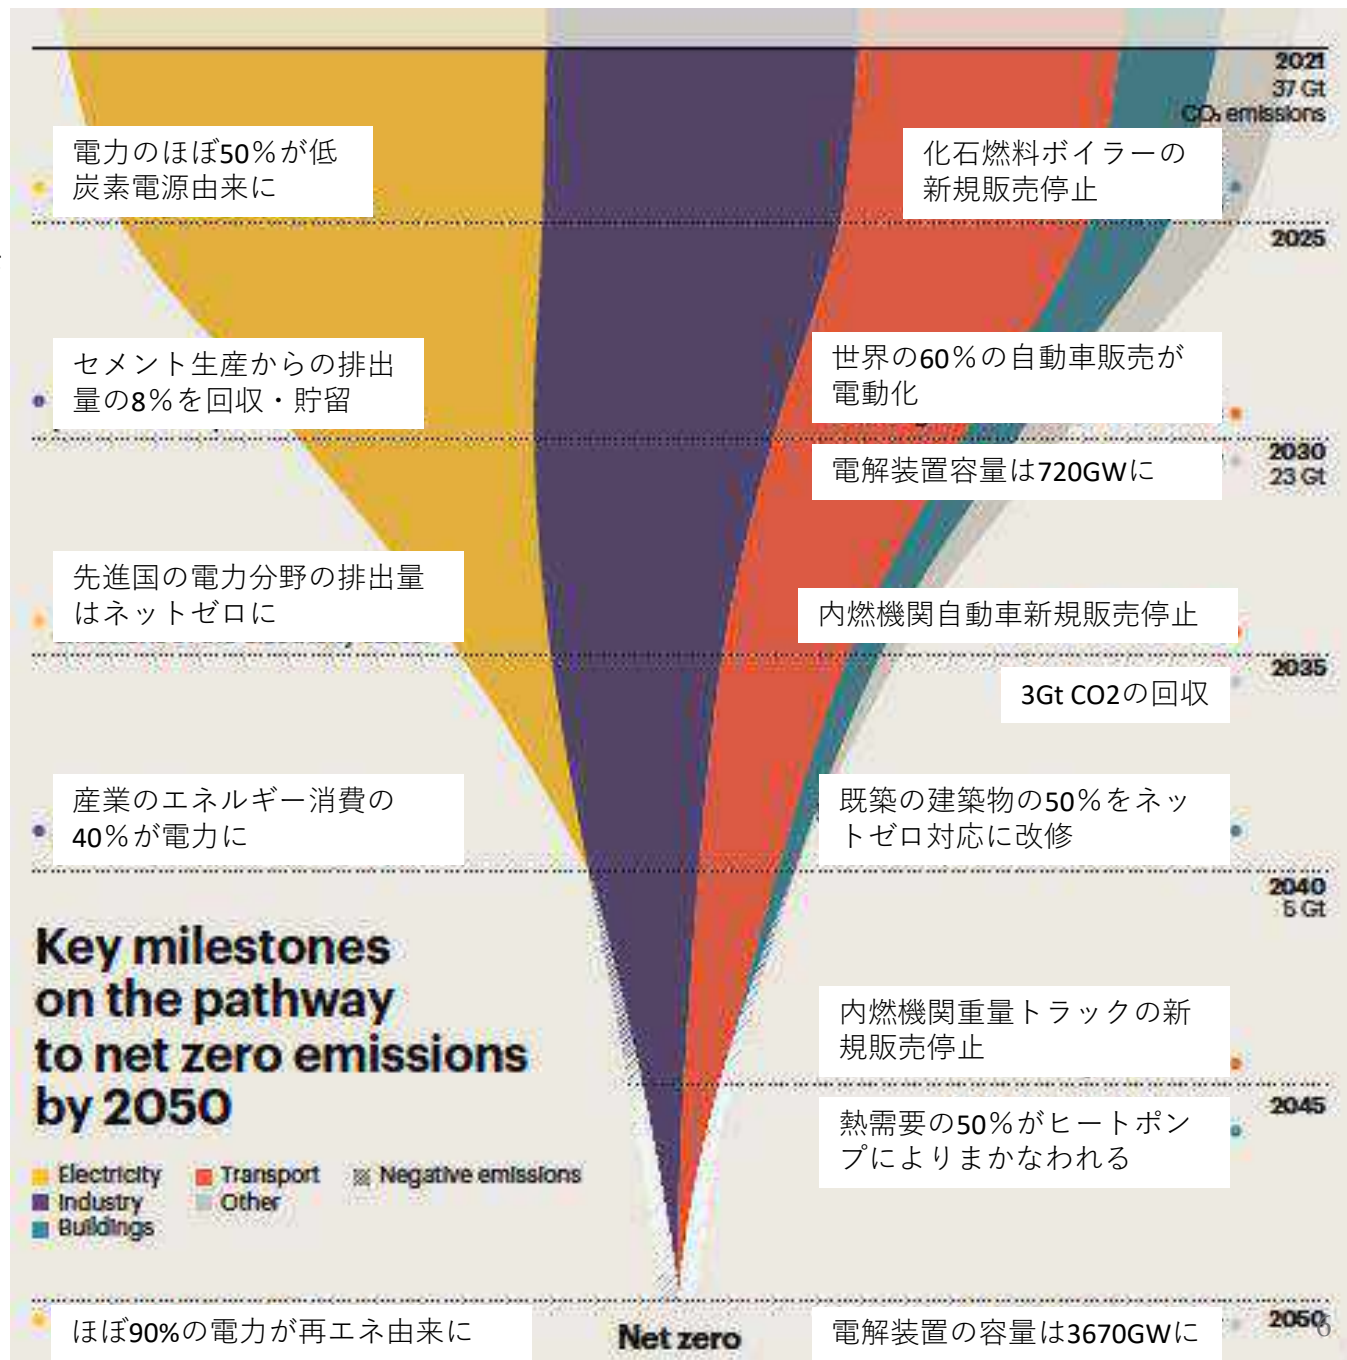 2021
37 Gt
CO₂ emissions
電力のほぼ50％が低
炭素電源由来に
化石燃料ボイラーの
新規販売停止
2025
セメント生産からの排出
量の8％を回収・貯留
世界の60％の自動車販売が
電動化
2030
23 Gt
電解装置容量は720GWに
先進国の電力分野の排出量
はネットゼロに
内燃機関自動車新規販売停止
2035
3Gt CO2の回収
産業のエネルギー消費の
40％が電力に
既築の建築物の50％をネッ
トゼロ対応に改修
2040
5 Gt
Key milestones
on the pathway
to net zero emissions
by 2050
内燃機関重量トラックの新
規販売停止
2045
熱需要の50％がヒートポン
プによりまかなわれる
Electricity
Transport
Negative emissions
Industry
Other
Buildings
ほぼ90%の電力が再エネ由来に
Net zero
電解装置の容量は3670GWに
2050
6